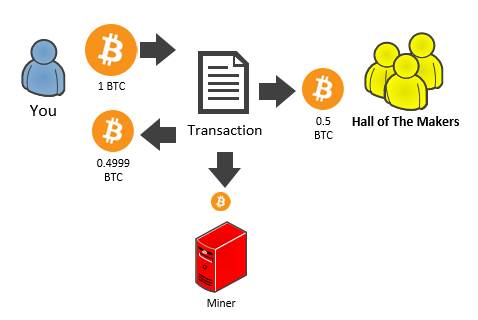 You
1 BTC
Transaction
0.5
BTC
Hall of The Makers
0.4999
BTC
Miner